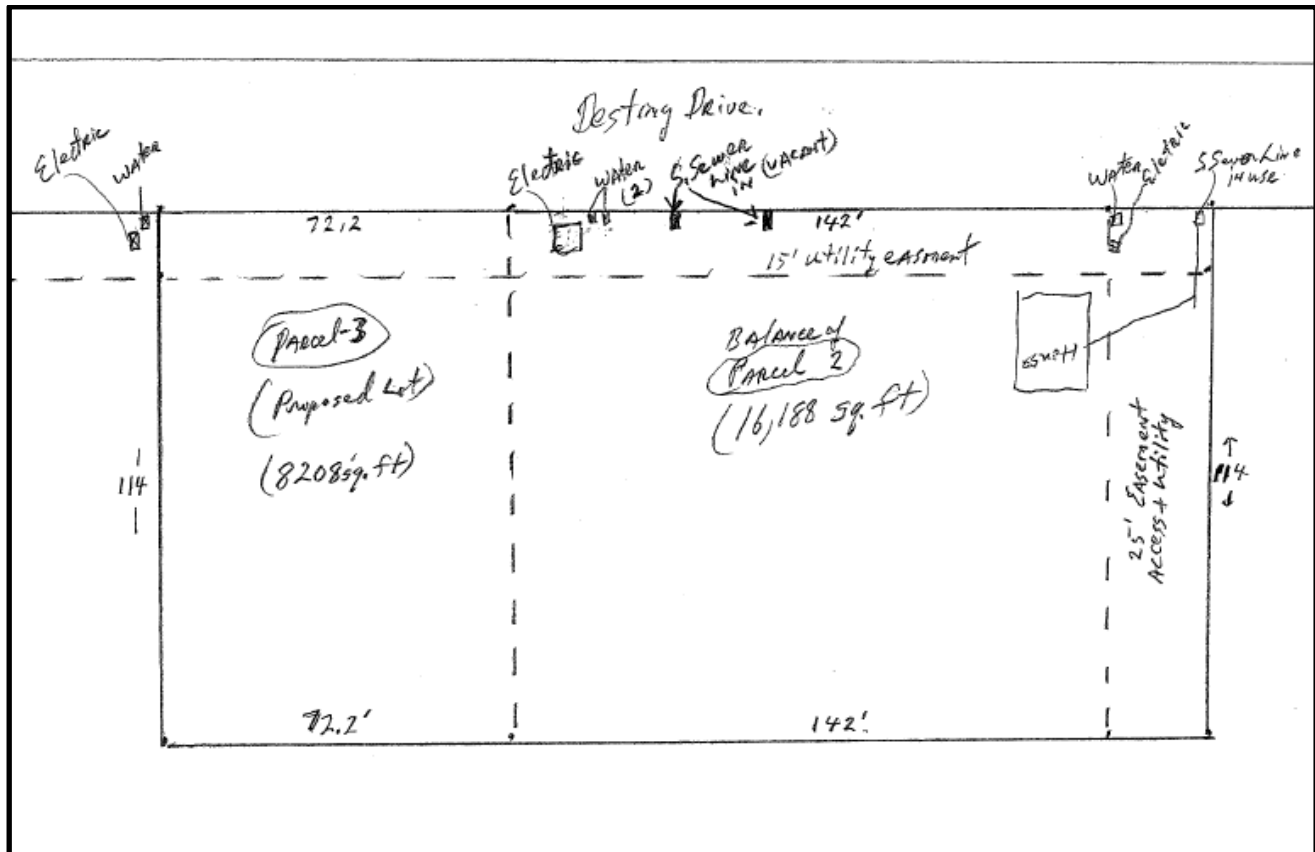 Desting Drive.
Electric
Water
Electric
Water
(2)
S. Sewer
Line
in (VACANT)
Water
Eletric
S. Sewer Line
in use
72,2
142'
15' utility easment
Parcel-3
(Proposed Lot)
(8208 sq. ft)
Balance of
Parcel 2
(16,188 sq. ft)
House
114
114
25' Easement
Access + utility
72.2'
142'.